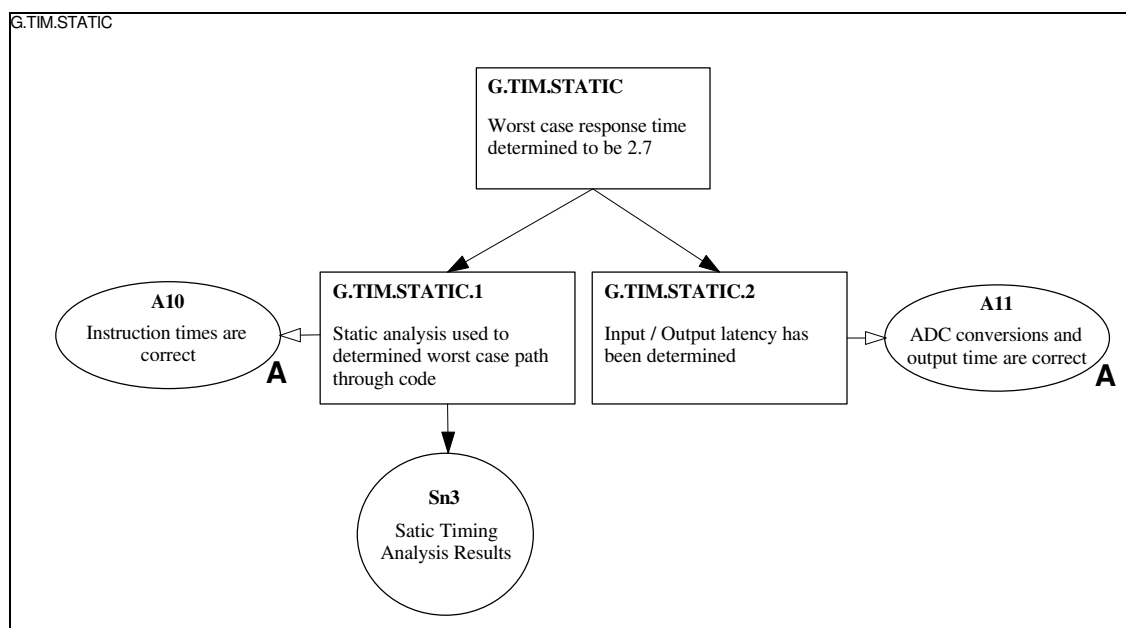 G.TIM.STATIC
G.TIM.STATIC
Worst case response time
determined to be 2.7
G.TIM.STATIC.1
Static analysis used to
determined worst case path
through code
G.TIM.STATIC.2
Input / Output latency has
been determined
A10
Instruction times are
correct
A
A11
ADC conversions and
output time are correct
A
Sn3
Satic Timing
Analysis Results